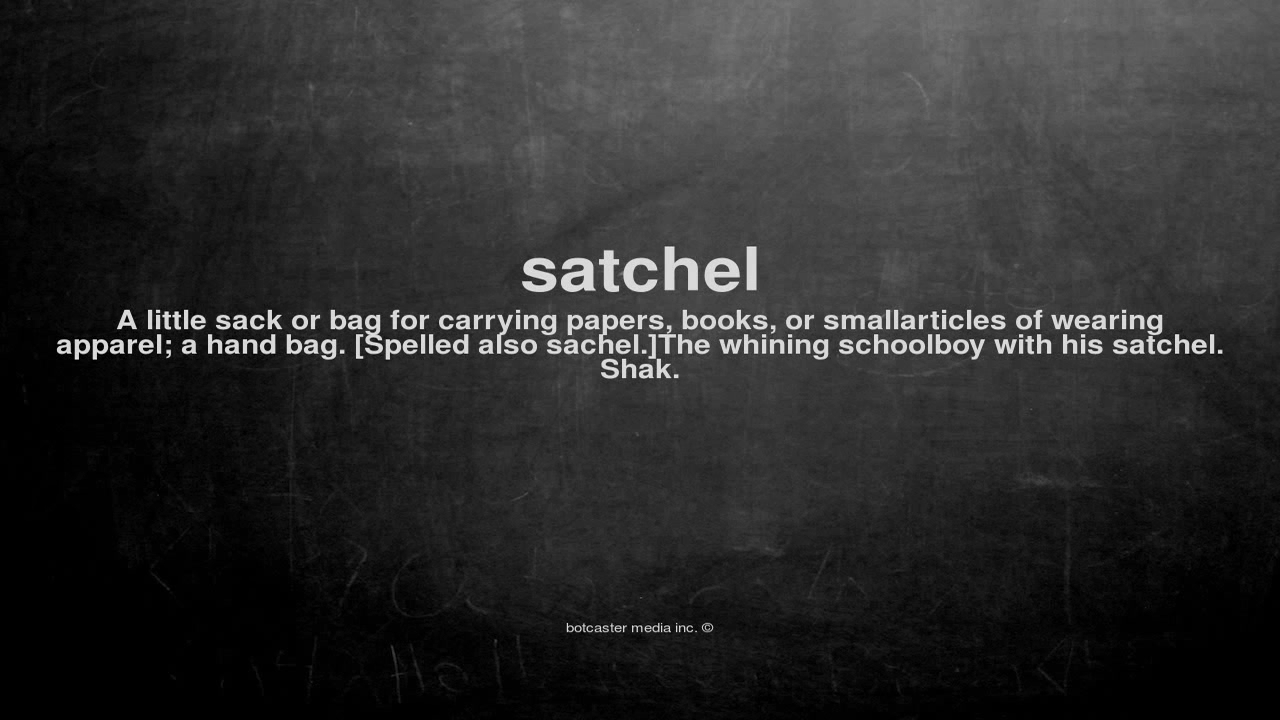 satchel
A little sack or bag for carrying papers, books, or smallarticles of wearing
apparel; a hand bag. [Spelled also sachel.]The whining schoolboy with his satchel.
Shak.
botcaster media inc. ©